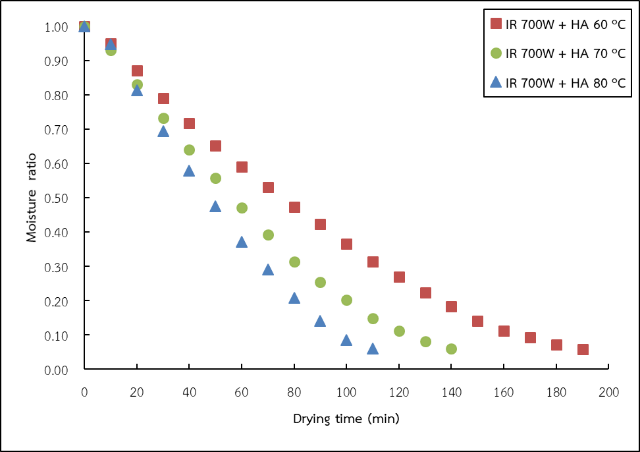 IR 700W + HA 60 ºC
IR 700W + HA 70 ºC
IR 700W + HA 80 ºC
Moisture ratio
1.00
0.90
0.80
0.70
0.60
0.50
0.40
0.30
0.20
0.10
0.00
0 20 40 60 80 100 120 140 160 180 200
Drying time (min)